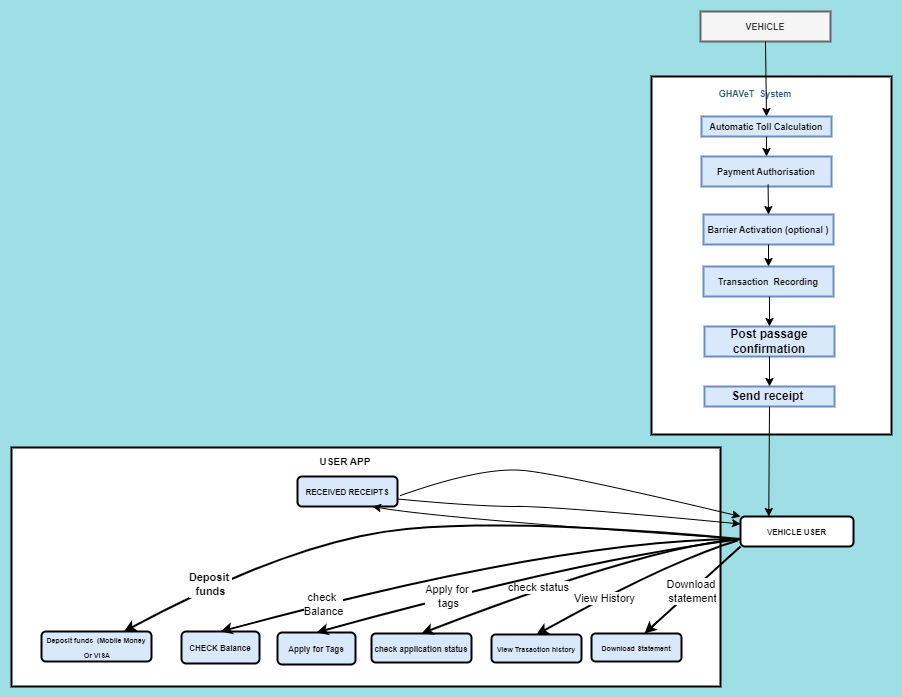 VEHICLE
GHAVeT System
Automatic Toll Calculation
Payment Authorisation
Barrier Activation (optional )
Transaction Recording
Post passage
confirmation
Send receipt
USER APP
RECEIVED RECEIPTS
VEHICLE USER
Deposit
funds
check
Balance
Apply for
tags
check status
View History
Download
statement
Deposit funds (Mobile Money
Or VISA
CHECK Balance
Apply for Tags
check application status
View Trasaction history
Download Statement